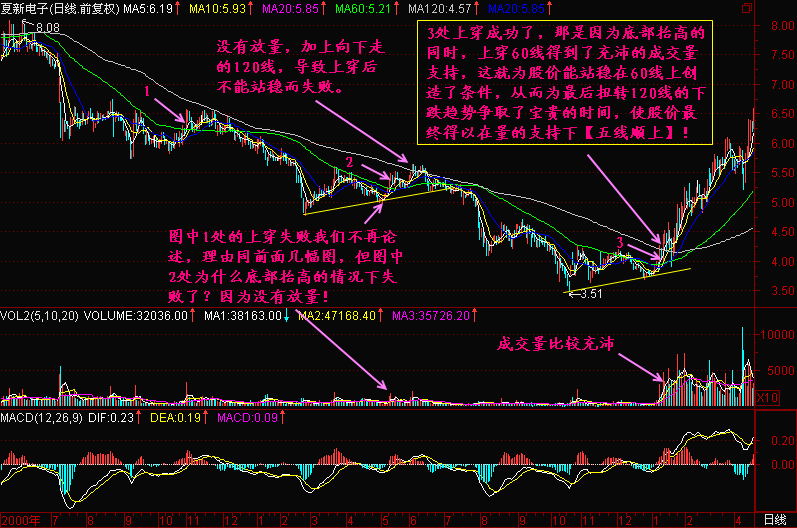 夏新电子(日线.前复权) MA5:6.19↑ MA10:5.93↑ MA20:5.85↑ MA60:5.21↑ MA120:4.57↑ MA20:5.85↑
8.08
没有放量，加上向下走
的120线，导致上穿后
不能站稳而失败。
3处上穿成功了，那是因为底部抬高的
同时，上穿60线得到了充沛的成交量
支持，这就为股价能站稳在60线上创
造了条件，从而为最后扭转120线的下
跌趋势争取了宝贵的时间，使股价最
终得以在量的支持下【五线顺上】！
8.00
7.50
7.00
6.50
6.00
5.50
5.00
4.50
4.00
3.50
1
2
3
图中1处的上穿失败我们不再论
述，理由同前面几幅图，但图中
2处为什么底部抬高的情况下失
败了？因为没有放量！
←3.51
VOL2(5,10,20) VOLUME:32036.00↑ MA1:38163.00↓ MA2:47168.40↑ MA3:35726.20↑
成交量比较充沛
10000
5000
X10
MACD(12,26,9) DIF:0.23↑ DEA:0.19↑ MACD:0.09↑
0.20
0.00
2000年 7 8 9 10 11 12 1 2 3 4 5 6 7 8 9 10 11 12 1 2 4 日线